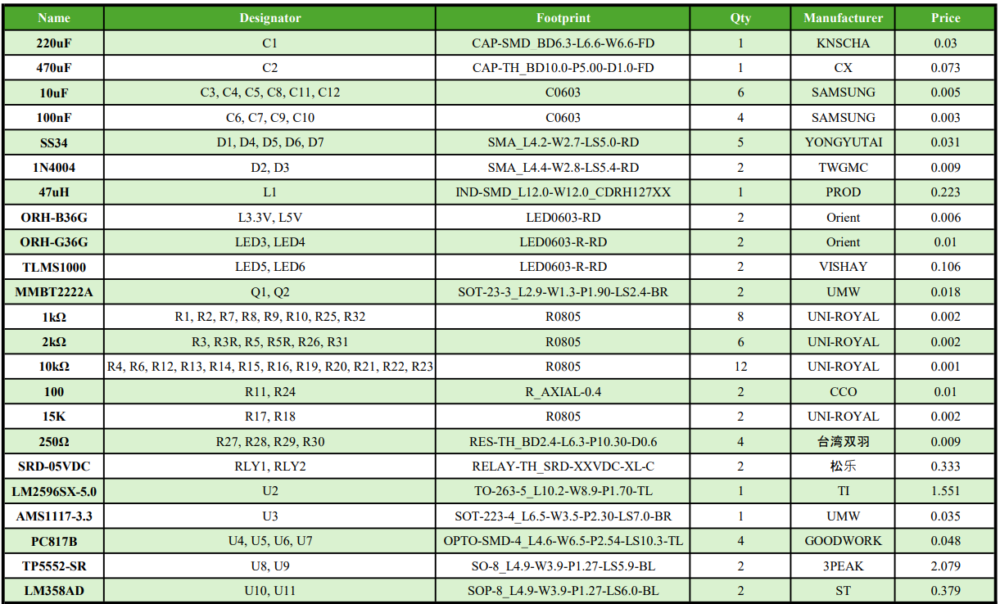 Name Designator Footprint Qty Manufacturer Price
220uF C1 CAP-SMD_BD6.3-L6.6-W6.6-FD 1 KNSCHA 0.03
470uF C2 CAP-TH_BD10.0-P5.00-D1.0-FD 1 CX 0.073
10uF C3, C4, C5, C8, C11, C12 C0603 6 SAMSUNG 0.005
100nF C6, C7, C9, C10 C0603 4 SAMSUNG 0.003
SS34 D1, D4, D5, D6, D7 SMA_L4.2-W2.7-LS5.0-RD 5 YONGYUTAI 0.031
1N4004 D2, D3 SMA_L4.4-W2.8-LS5.4-RD 2 TWGMC 0.009
47uH L1 IND-SMD_L12.0-W12.0_CDRH127XX 1 PROD 0.223
ORH-B36G L3.3V, L5V LED0603-RD 2 Orient 0.006
ORH-G36G LED3, LED4 LED0603-R-RD 2 Orient 0.01
TLMS1000 LED5, LED6 LED0603-R-RD 2 VISHAY 0.106
MMBT2222A Q1, Q2 SOT-23-3_L2.9-W1.3-P1.90-LS2.4-BR 2 UMW 0.018
1kΩ R1, R2, R7, R8, R9, R10, R25, R32 R0805 8 UNI-ROYAL 0.002
2kΩ R3, R3R, R5, R5R, R26, R31 R0805 6 UNI-ROYAL 0.002
10kΩ R4, R6, R12, R13, R14, R15, R16, R19, R20, R21, R22, R23 R0805 12 UNI-ROYAL 0.001
100 R11, R24 R_AXIAL-0.4 2 CCO 0.01
15K R17, R18 R0805 2 UNI-ROYAL 0.002
250Ω R27, R28, R29, R30 RES-TH_BD2.4-L6.3-P10.30-D0.6 4 台湾双羽 0.009
SRD-05VDC RLY1, RLY2 RELAY-TH_SRD-XXVDC-XL-C 2 松乐 0.333
LM2596SX-5.0 U2 TO-263-5_L10.2-W8.9-P1.70-TL 1 TI 1.551
AMS1117-3.3 U3 SOT-223-4_L6.5-W3.5-P2.30-LS7.0-BR 1 UMW 0.035
PC817B U4, U5, U6, U7 OPTO-SMD-4_L4.6-W6.5-P2.54-LS10.3-TL 4 GOODWORK 0.048
TP5552-SR U8, U9 SO-8_L4.9-W3.9-P1.27-LS5.9-BL 2 3PEAK 2.079
LM358AD U10, U11 SOP-8_L4.9-W3.9-P1.27-LS6.0-BL 2 ST 0.379